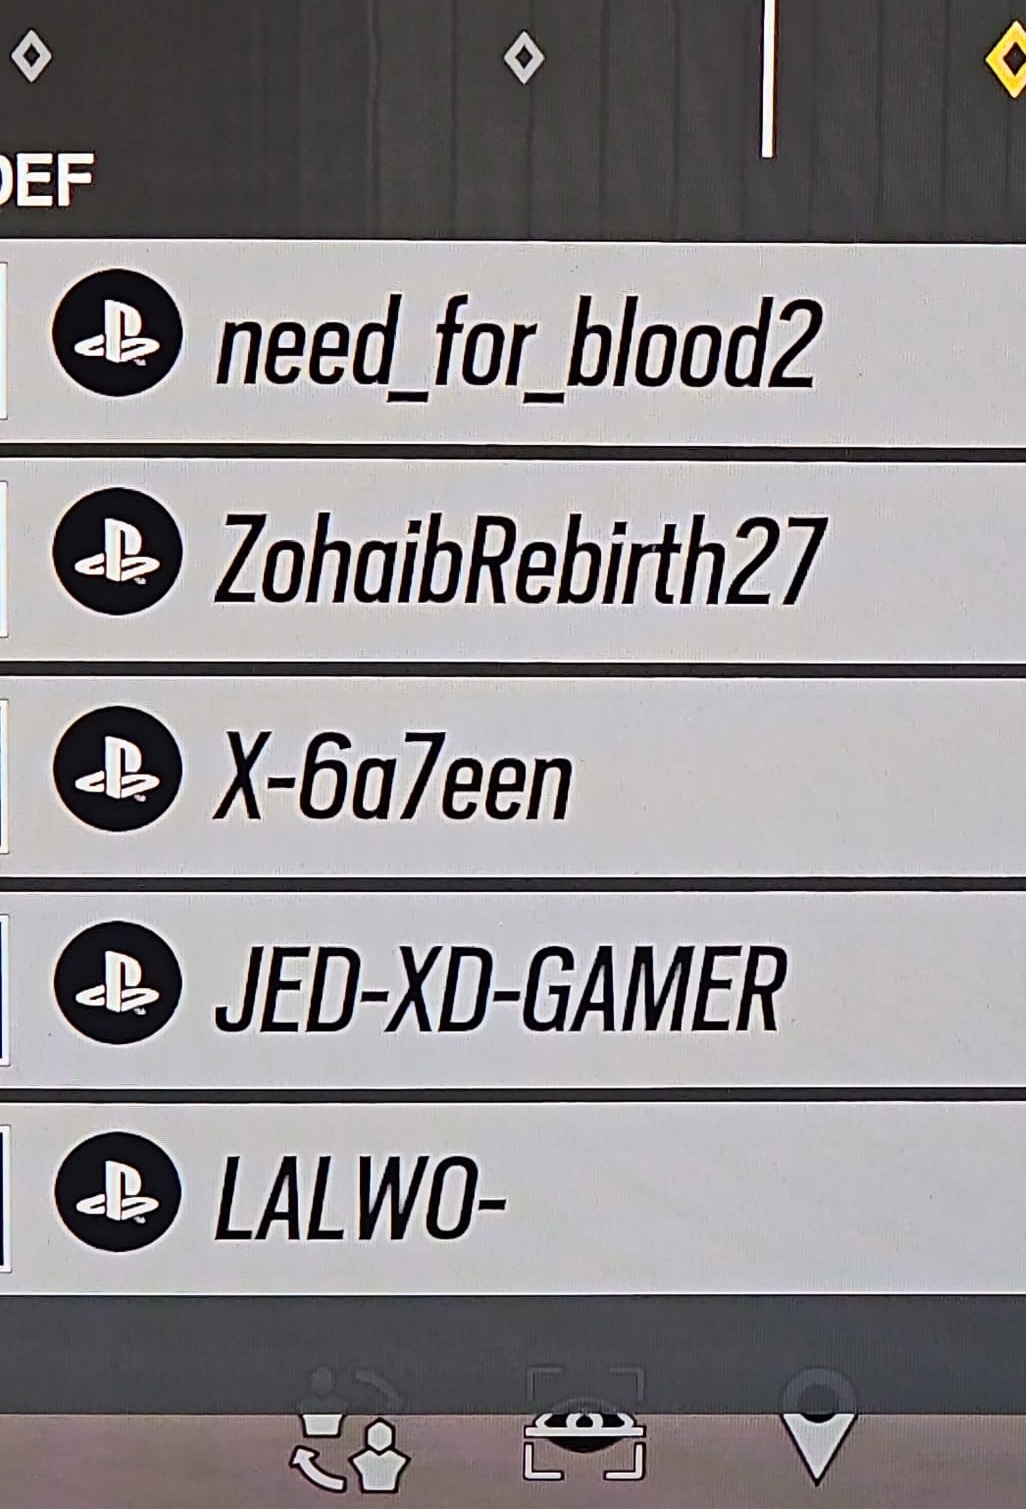 DEF
need_for_blood2
ZohaibRebirth27
X-6a7een
JED-XD-GAMER
LALWO-